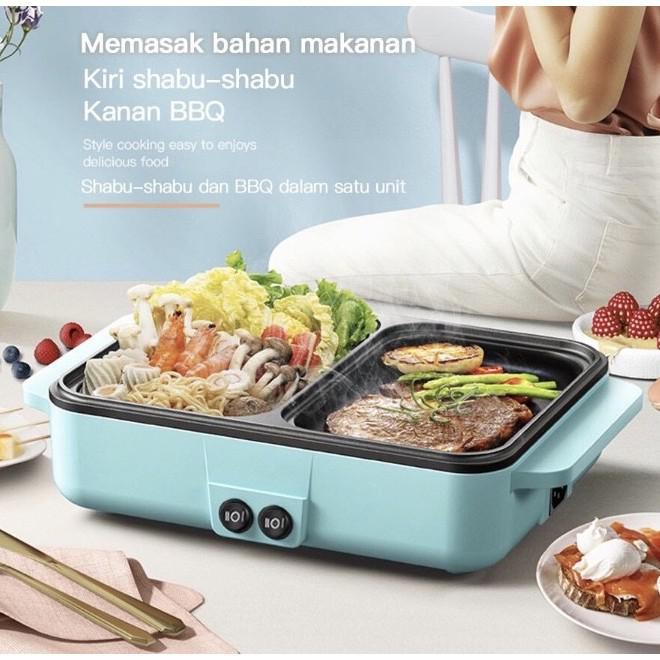 Memasak bahan makanan
Kiri shabu-shabu
Kanan BBQ
Style cooking easy to enjoys
delicious food
Shabu-shabu dan BBQ dalam satu unit